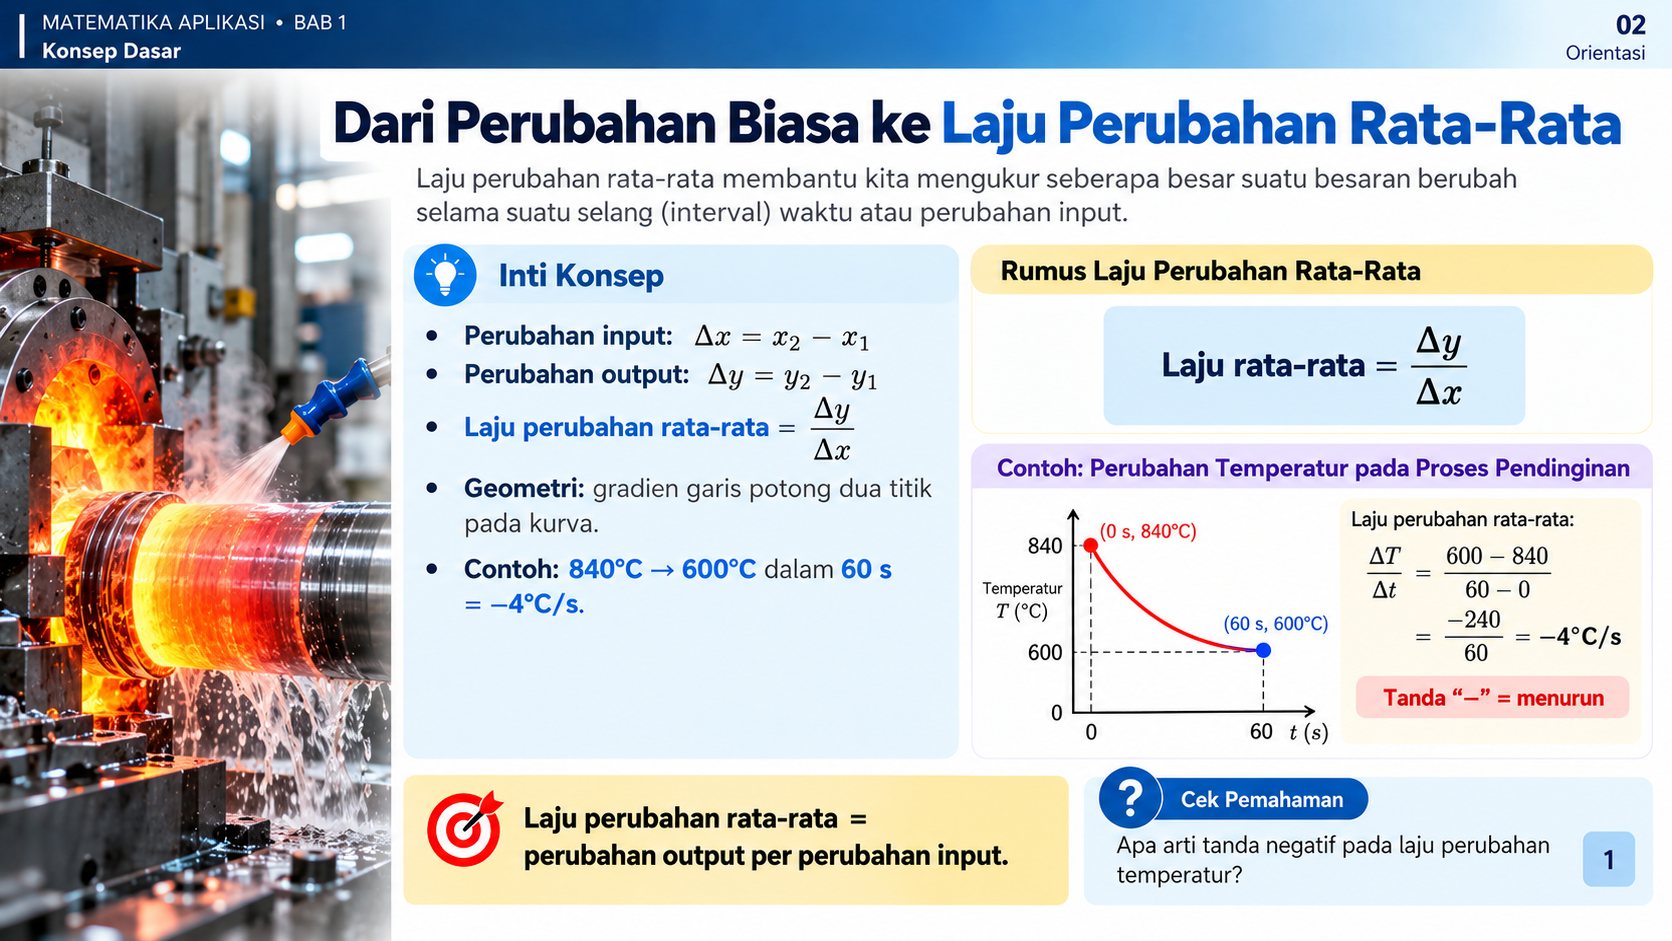 MATEMATIKA APLIKASI • BAB 1
Konsep Dasar
02
Orientasi
Dari Perubahan Biasa ke Laju Perubahan Rata-Rata
Laju perubahan rata-rata membantu kita mengukur seberapa besar suatu besaran berubah
selama suatu selang (interval) waktu atau perubahan input.
Inti Konsep
• Perubahan input: Δx = x₂ − x₁
• Perubahan output: Δy = y₂ − y₁
• Laju perubahan rata-rata = Δy/Δx
• Geometri: gradien garis potong dua titik
pada kurva.
• Contoh: 840°C → 600°C dalam 60 s
= −4°C/s.
Rumus Laju Perubahan Rata-Rata
Laju rata-rata = Δy/Δx
Contoh: Perubahan Temperatur pada Proses Pendinginan
(0 s, 840°C)
840
Temperatur
T (°C)
(60 s, 600°C)
600
0
0
60
t (s)
Laju perubahan rata-rata:
ΔT/Δt = (600 − 840)/(60 − 0)
= −240/60 = −4°C/s
Tanda “−” = menurun
Laju perubahan rata-rata =
perubahan output per perubahan input.
?
Cek Pemahaman
Apa arti tanda negatif pada laju perubahan
temperatur?
1